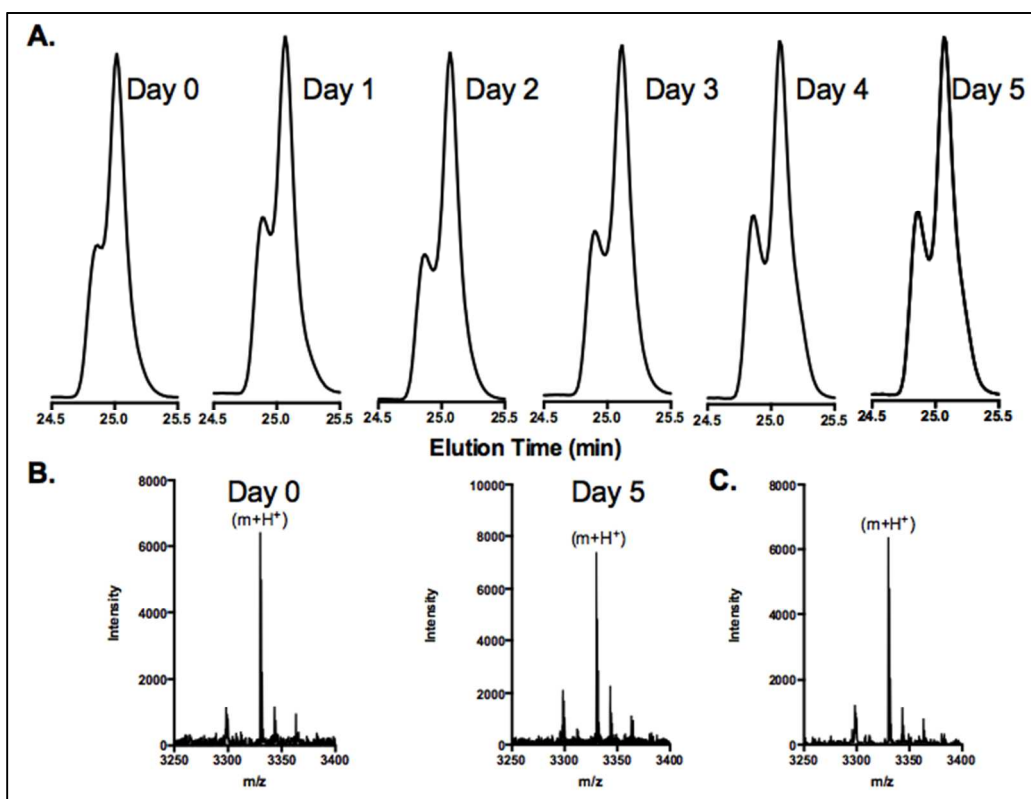 A.
Day 0 Day 1 Day 2 Day 3 Day 4 Day 5
24.5 25.0 25.5 24.5 25.0 25.5 24.5 25.0 25.5 24.5 25.0 25.5 24.5 25.0 25.5 24.5 25.0 25.5
Elution Time (min)
B.
Day 0
(m+H+)
8000
6000
4000
2000
0
Intensity
3250 3300 3350 3400
m/z
Day 5
(m+H+)
10000
8000
6000
4000
2000
0
Intensity
3250 3300 3350 3400
m/z
C.
(m+H+)
8000
6000
4000
2000
0
Intensity
3250 3300 3350 3400
m/z